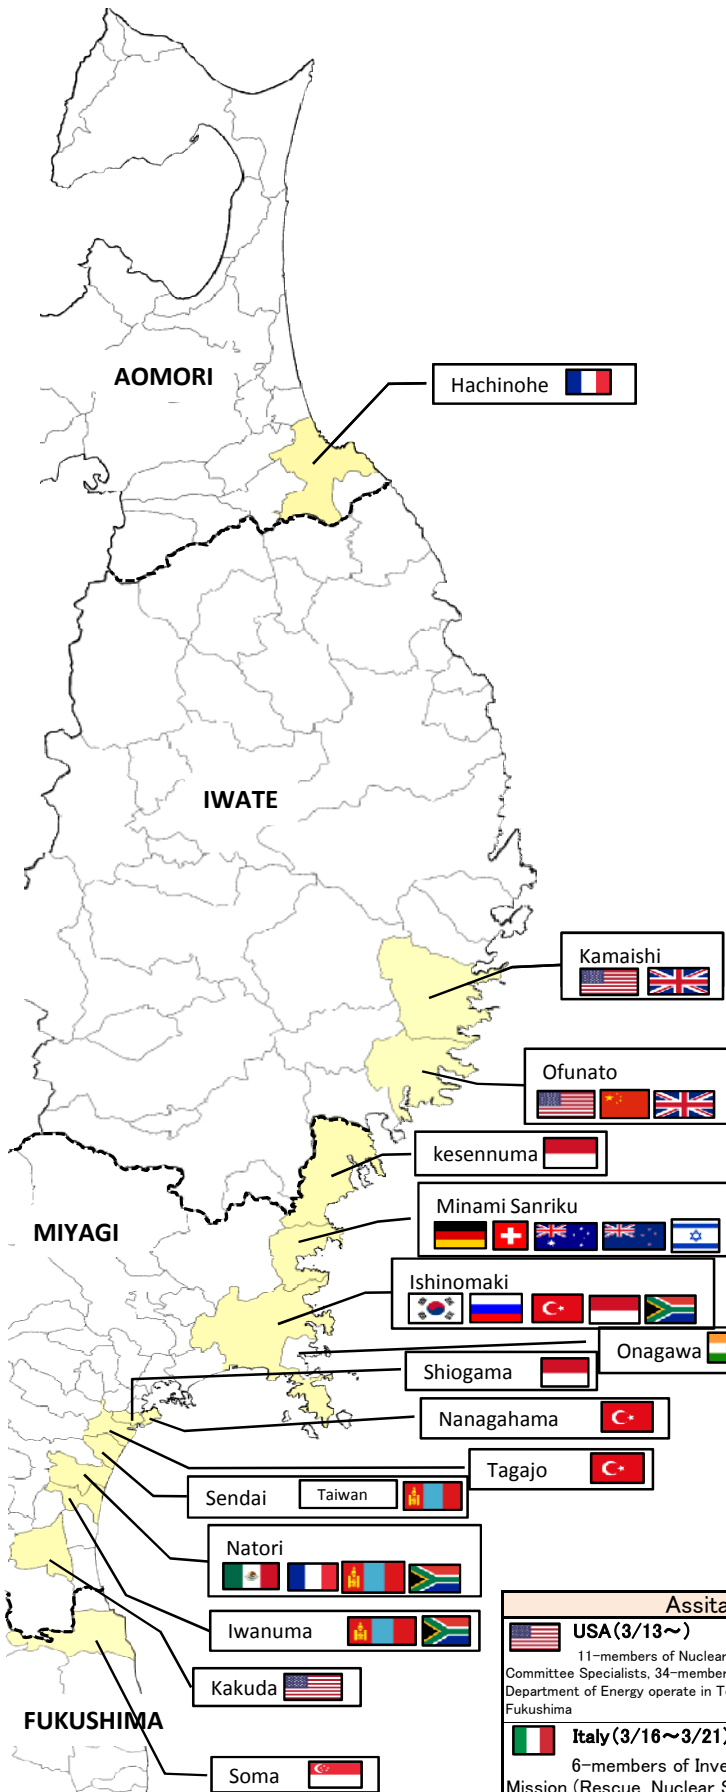 AOMORI
Hachinohe
IWATE
Kamaishi
Ofunato
kesennuma
Minami Sanriku
MIYAGI
Ishinomaki
Onagawa
Shiogama
Nanagahama
Tagajo
Sendai Taiwan
Natori
Iwanuma
Kakuda
FUKUSHIMA
Soma
Assita
USA(3/13～)
11-members of Nuclear
Committee Specialists, 34-member
Department of Energy operate in T
Fukushima
Italy(3/16～3/21)
6-members of Inve
Mission (Rescue, Nuclear S